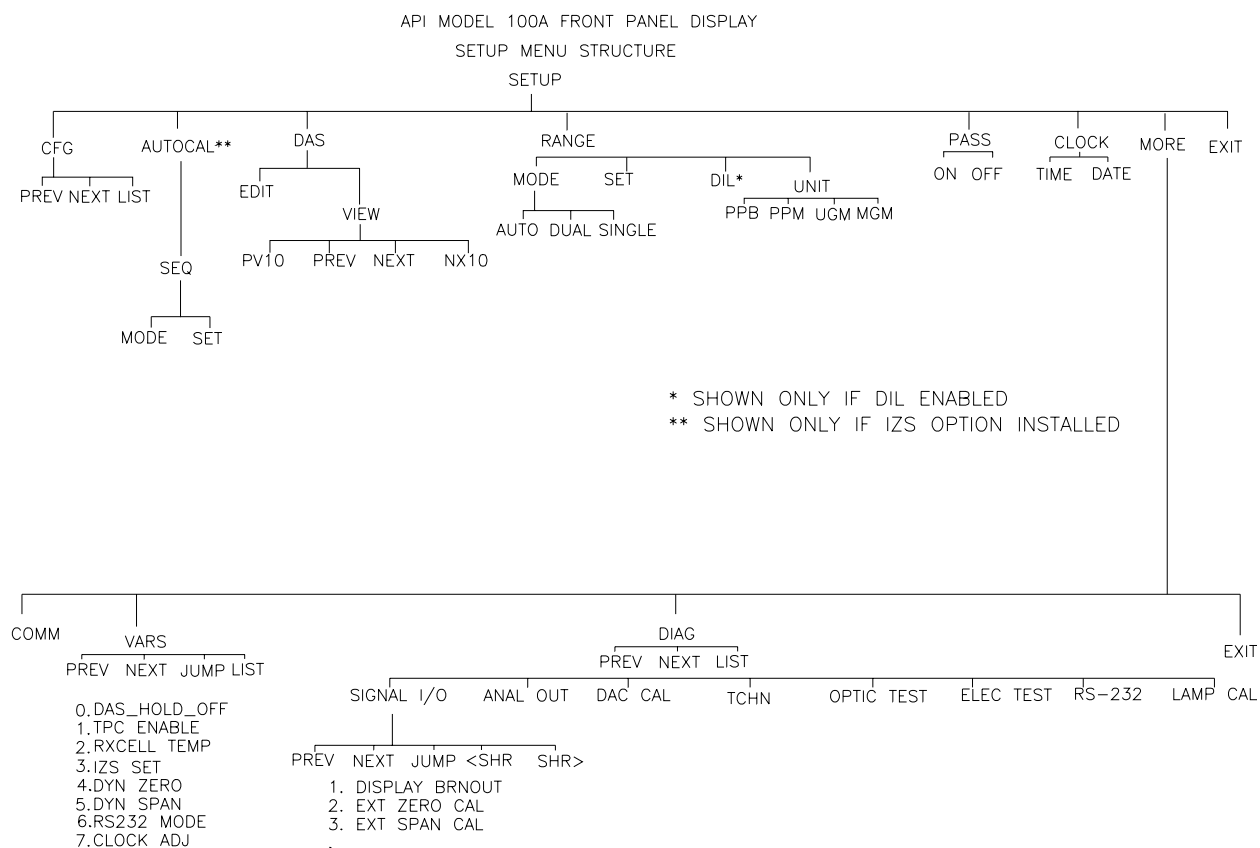 API MODEL 100A FRONT PANEL DISPLAY
SETUP MENU STRUCTURE
SETUP
CFG AUTOCAL** DAS RANGE PASS CLOCK MORE EXIT
PREV NEXT LIST EDIT MODE SET DIL* UNIT ON OFF TIME DATE
VIEW AUTO DUAL SINGLE PPB PPM UGM MGM
SEQ PV10 PREV NEXT NX10
MODE SET
* SHOWN ONLY IF DIL ENABLED
** SHOWN ONLY IF IZS OPTION INSTALLED
COMM VARS DIAG EXIT
PREV NEXT JUMP LIST PREV NEXT LIST
SIGNAL I/O ANAL OUT DAC CAL TCHN OPTIC TEST ELEC TEST RS-232 LAMP CAL
0.DAS_HOLD_OFF
1.TPC ENABLE
2.RXCELL TEMP
3.IZS SET
4.DYN ZERO
5.DYN SPAN
6.RS232 MODE
7.CLOCK ADJ
PREV NEXT JUMP <SHR SHR>
1. DISPLAY BRNOUT
2. EXT ZERO CAL
3. EXT SPAN CAL
.